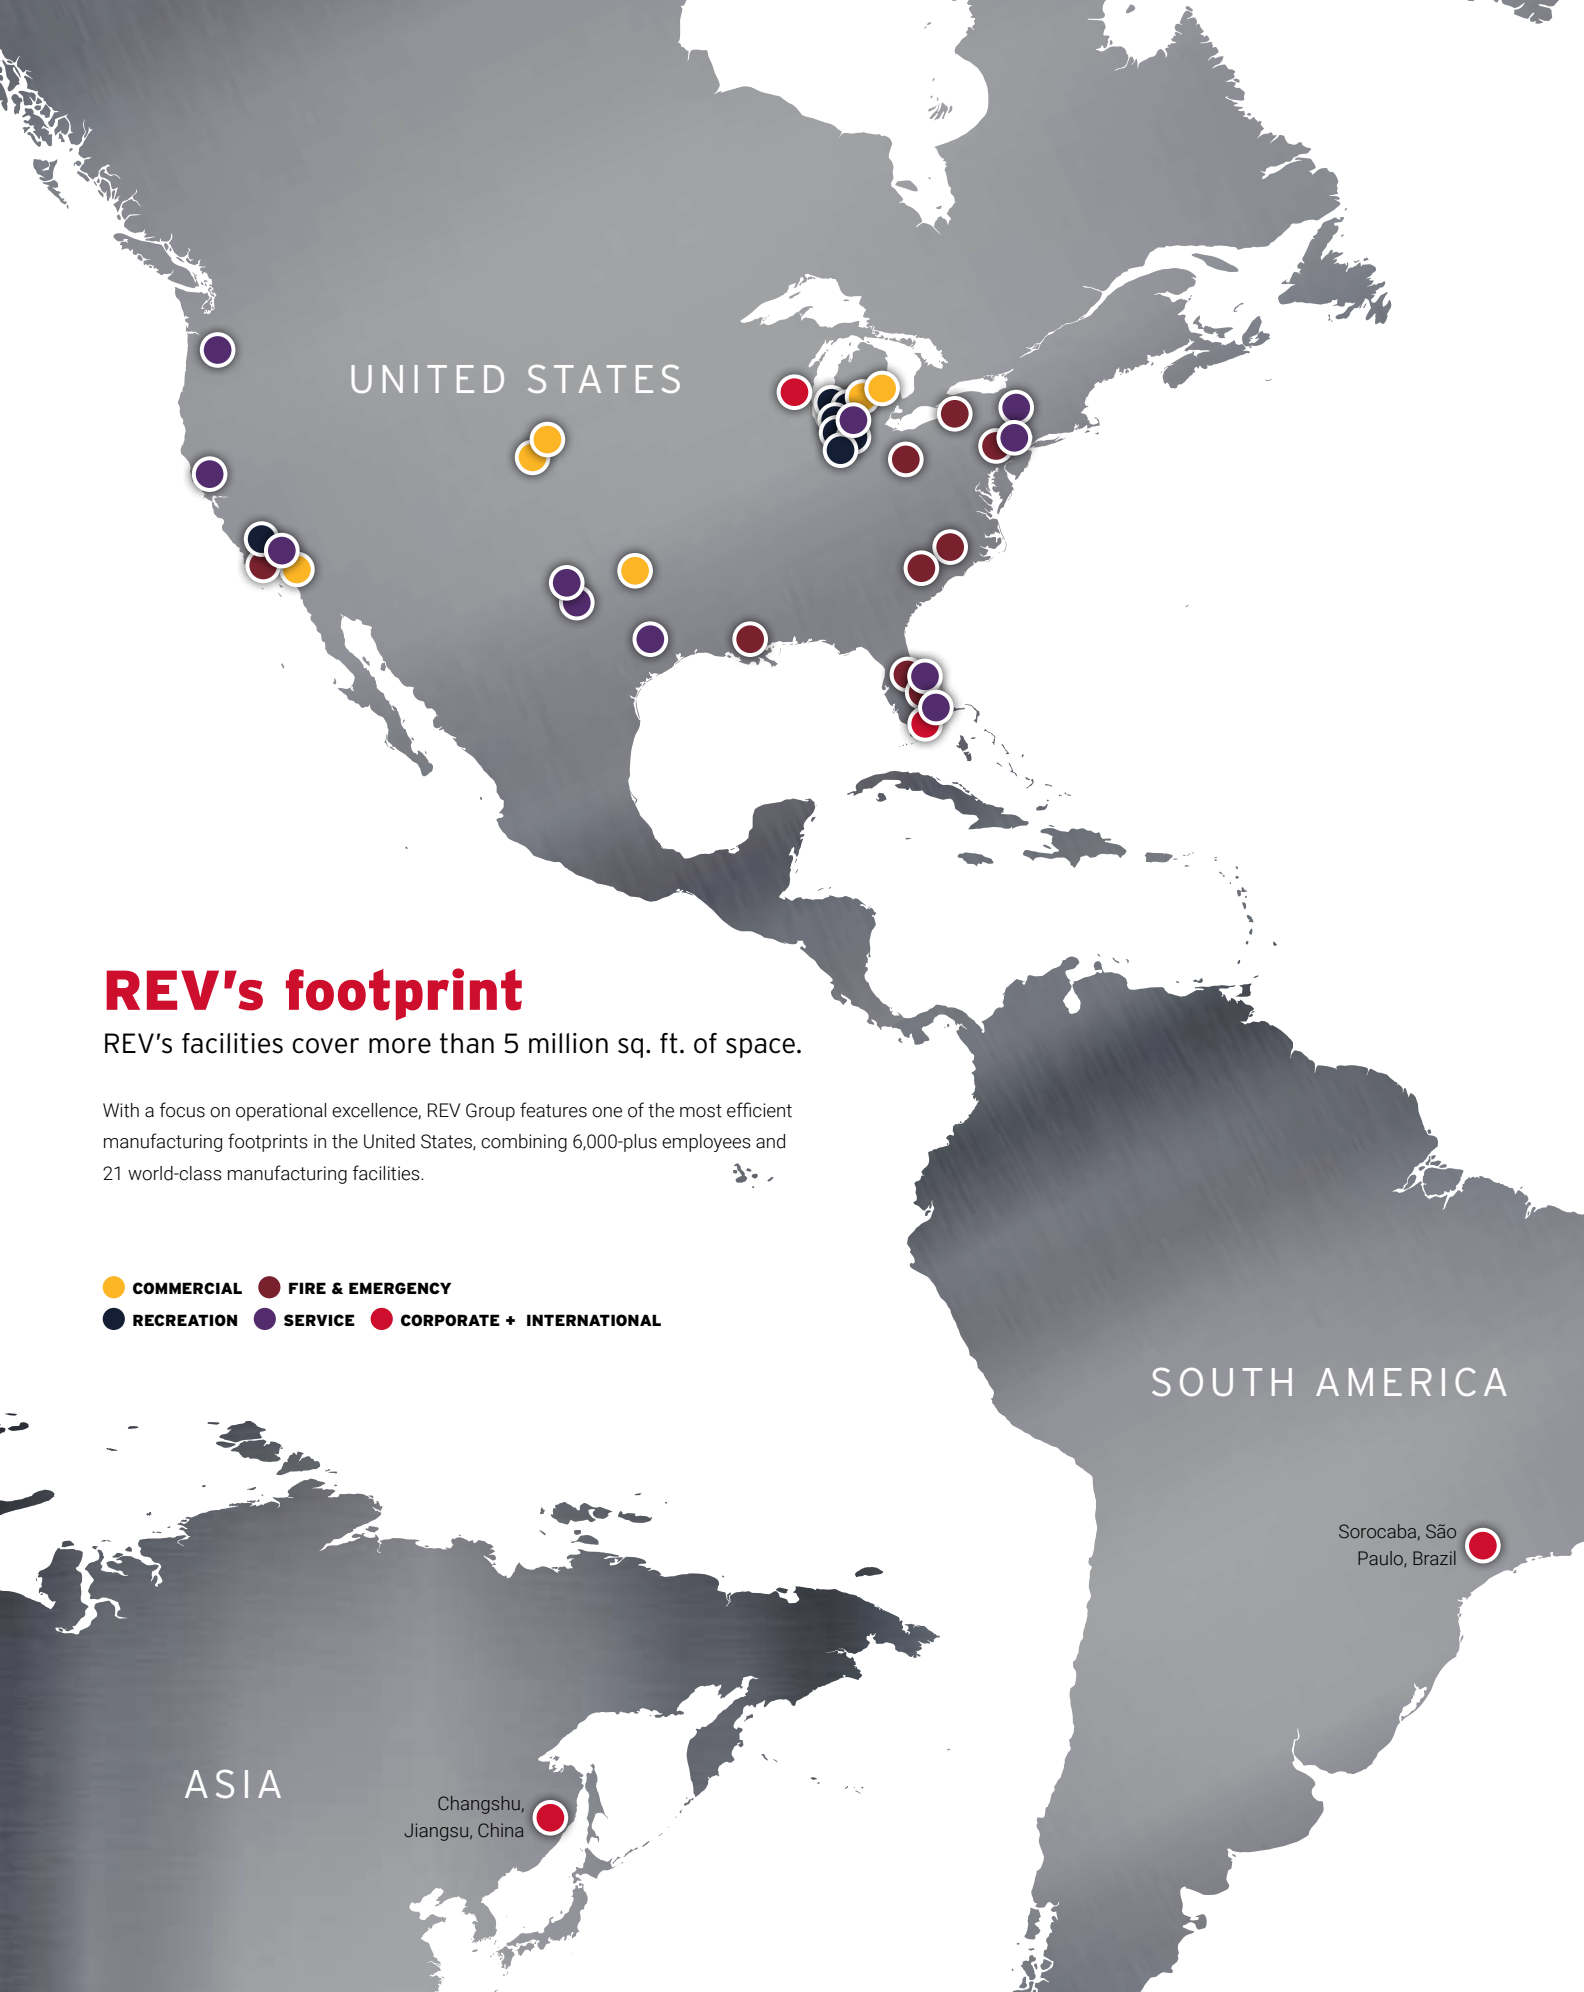 UNITED STATES
REV's footprint
REV's facilities cover more than 5 million sq. ft. of space.
With a focus on operational excellence, REV Group features one of the most efficient
manufacturing footprints in the United States, combining 6,000-plus employees and
21 world-class manufacturing facilities.
COMMERCIAL FIRE & EMERGENCY
RECREATION SERVICE CORPORATE + INTERNATIONAL
SOUTH AMERICA
Sorocaba, São
Paulo, Brazil
ASIA
Changshu,
Jiangsu, China